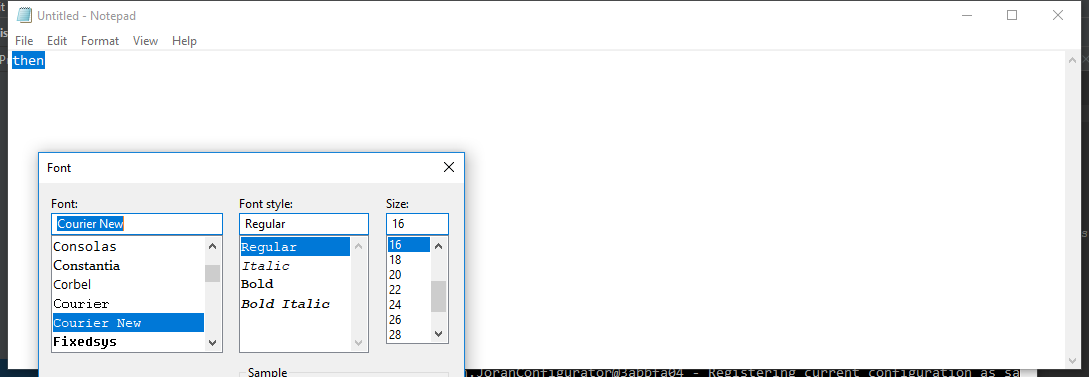 Untitled - Notepad
File Edit Format View Help
then
Font
Font: Font style: Size:
Courier New Regular 16
Consolas Regular 16
Constantia Italic 18
Corbel Bold 20
Courier Bold Italic 22
Courier New 24
Fixedsys 26
28
Sample
.JoranConfigurator@3abbfa04 - Registering current configuration as sa